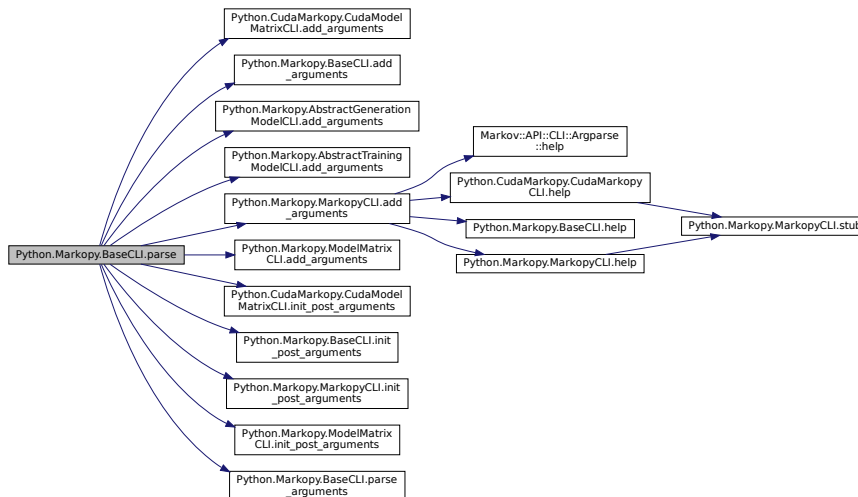 Python.CudaMarkopy.CudaModel
MatrixCLI.add_arguments
Python.Markopy.BaseCLI.add
_arguments
Python.Markopy.AbstractGeneration
ModelCLI.add_arguments
Python.Markopy.AbstractTraining
ModelCLI.add_arguments
Python.Markopy.MarkopyCLI.add
_arguments
Python.Markopy.BaseCLI.parse
Python.Markopy.ModelMatrix
CLI.add_arguments
Python.CudaMarkopy.CudaModel
MatrixCLI.init_post_arguments
Python.Markopy.BaseCLI.init
_post_arguments
Python.Markopy.MarkopyCLI.init
_post_arguments
Python.Markopy.ModelMatrix
CLI.init_post_arguments
Python.Markopy.BaseCLI.parse
_arguments
Markov::API::CLI::Argparse
::help
Python.CudaMarkopy.CudaMarkopy
CLI.help
Python.Markopy.BaseCLI.help
Python.Markopy.MarkopyCLI.help
Python.Markopy.MarkopyCLI.stub